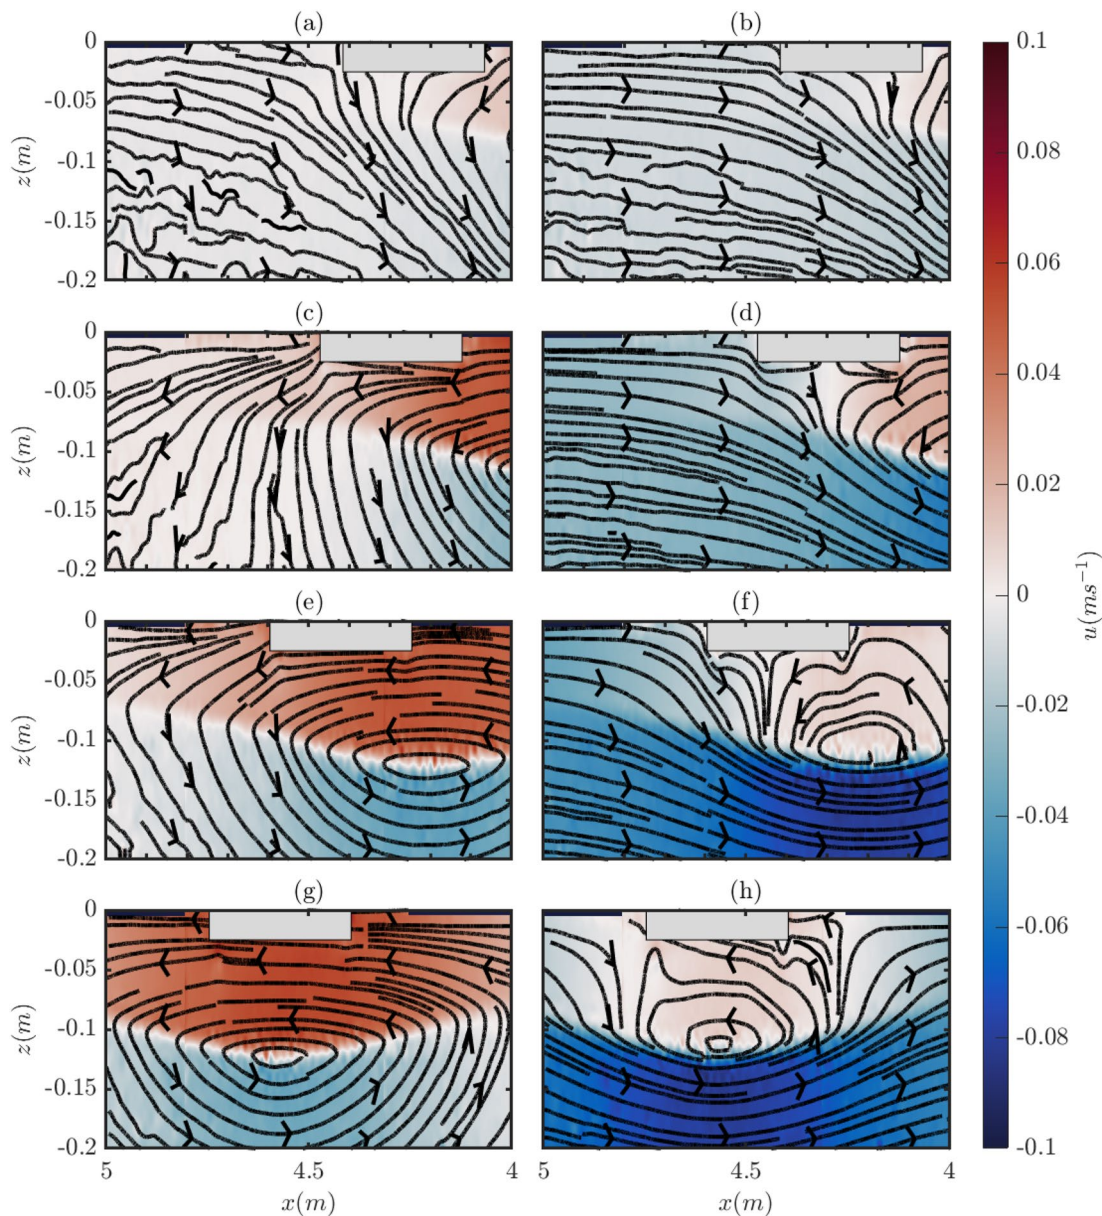 (a) (b)
0 0.1
-0.05 0.08
z(m)
-0.1
-0.15 0.06
-0.2
(c) (d)
0 0.04
-0.05
z(m)
-0.1
-0.15 0.02
-0.2
u(ms⁻¹)
(e) (f)
0 0
-0.05
z(m)
-0.1 -0.02
-0.15
-0.2 -0.04
(g) (h)
0 -0.06
-0.05
z(m)
-0.1 -0.08
-0.15
-0.2 -0.1
5 4.5 4 5 4.5 4
x(m) x(m)